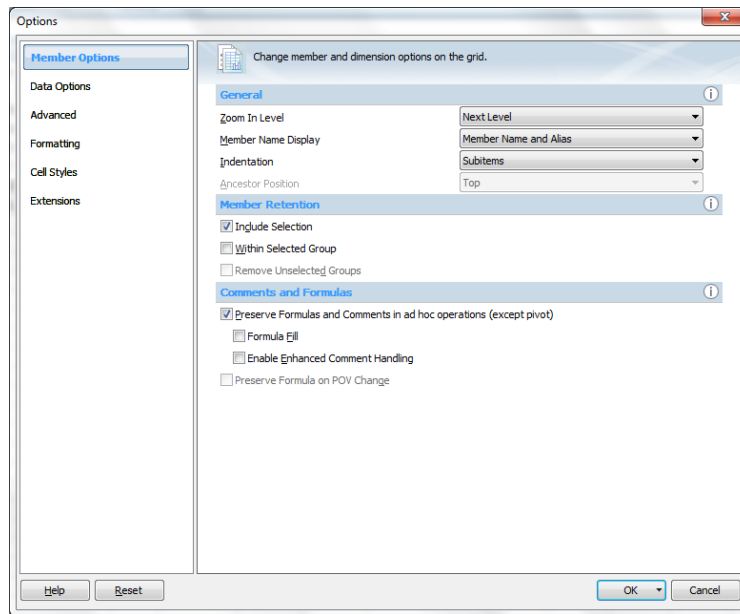 Options
Member Options
Data Options
Advanced
Formatting
Cell Styles
Extensions
Change member and dimension options on the grid.
General
Zoom In Level
Next Level
Member Name Display
Member Name and Alias
Indentation
Subitems
Ancestor Position
Top
Member Retention
Include Selection
Within Selected Group
Remove Unselected Groups
Comments and Formulas
Preserve Formulas and Comments in ad hoc operations (except pivot)
Formula Fill
Enable Enhanced Comment Handling
Preserve Formula on POV Change
Help
Reset
OK
Cancel